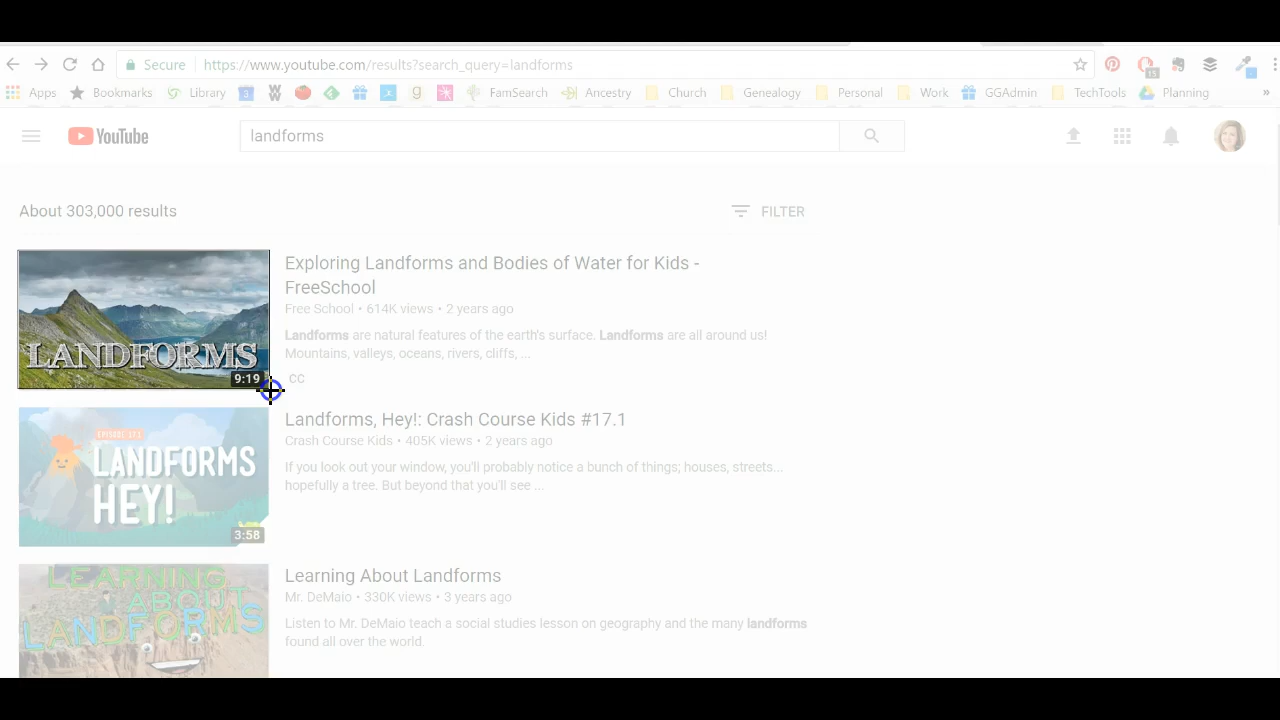 Secure https://www.youtube.com/results?search_query=landforms
15
Apps Bookmarks Library 3 g FamSearch Ancestry Church Genealogy Personal Work GGAdmin TechTools Planning »
YouTube landforms
About 303,000 results FILTER
LANDFORMS
9:19
Exploring Landforms and Bodies of Water for Kids -
FreeSchool
Free School • 614K views • 2 years ago
Landforms are natural features of the earth's surface. Landforms are all around us!
Mountains, valleys, oceans, rivers, cliffs, ...
CC
EPISODE 17.1
LANDFORMS
HEY!
3:58
Landforms, Hey!: Crash Course Kids #17.1
Crash Course Kids • 405K views • 2 years ago
If you look out your window, you'll probably notice a bunch of things; houses, streets...
hopefully a tree. But beyond that you'll see ...
LEARNING
ABOUT
LANDFORMS
Learning About Landforms
Mr. DeMaio • 330K views • 3 years ago
Listen to Mr. DeMaio teach a social studies lesson on geography and the many landforms
found all over the world.